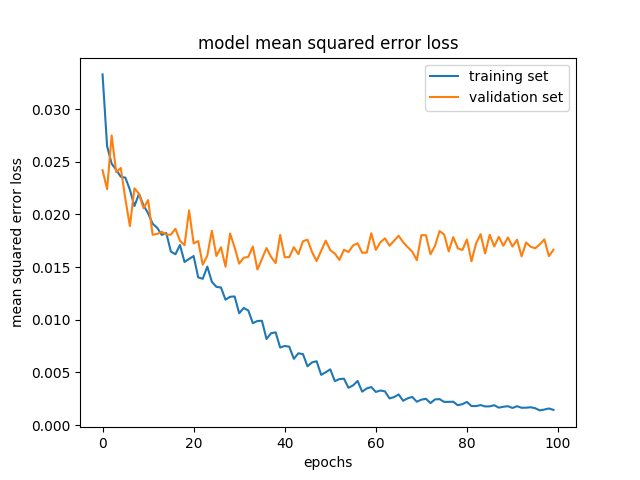 model mean squared error loss
training set
validation set
mean squared error loss
0.030
0.025
0.020
0.015
0.010
0.005
0.000
0 20 40 60 80 100
epochs